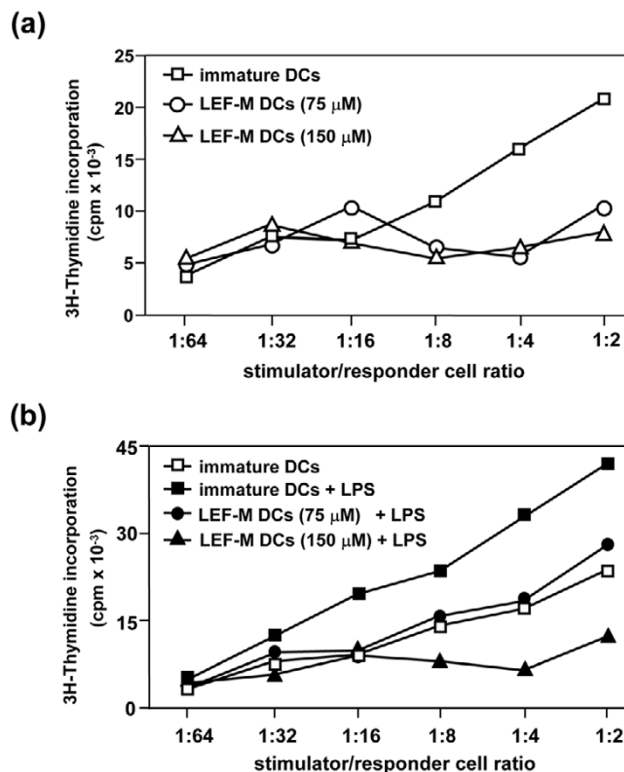 (a)
25
20
15
10
5
0
3H-Thymidine incorporation
(cpm x 10-3)
immature DCs
LEF-M DCs (75 µM)
LEF-M DCs (150 µM)
1:64 1:32 1:16 1:8 1:4 1:2
stimulator/responder cell ratio
(b)
45
30
15
0
3H-Thymidine incorporation
(cpm x 10-3)
immature DCs
immature DCs + LPS
LEF-M DCs (75 µM) + LPS
LEF-M DCs (150 µM) + LPS
1:64 1:32 1:16 1:8 1:4 1:2
stimulator/responder cell ratio